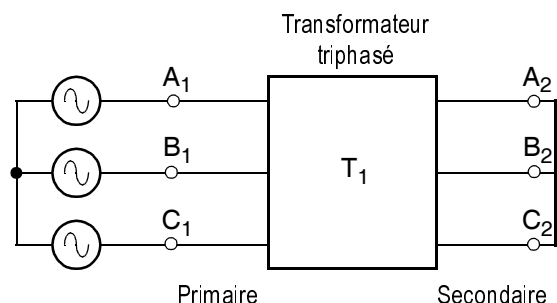 Transformateur
triphasé
A1
A2
B1
B2
T1
C1
C2
Primaire
Secondaire